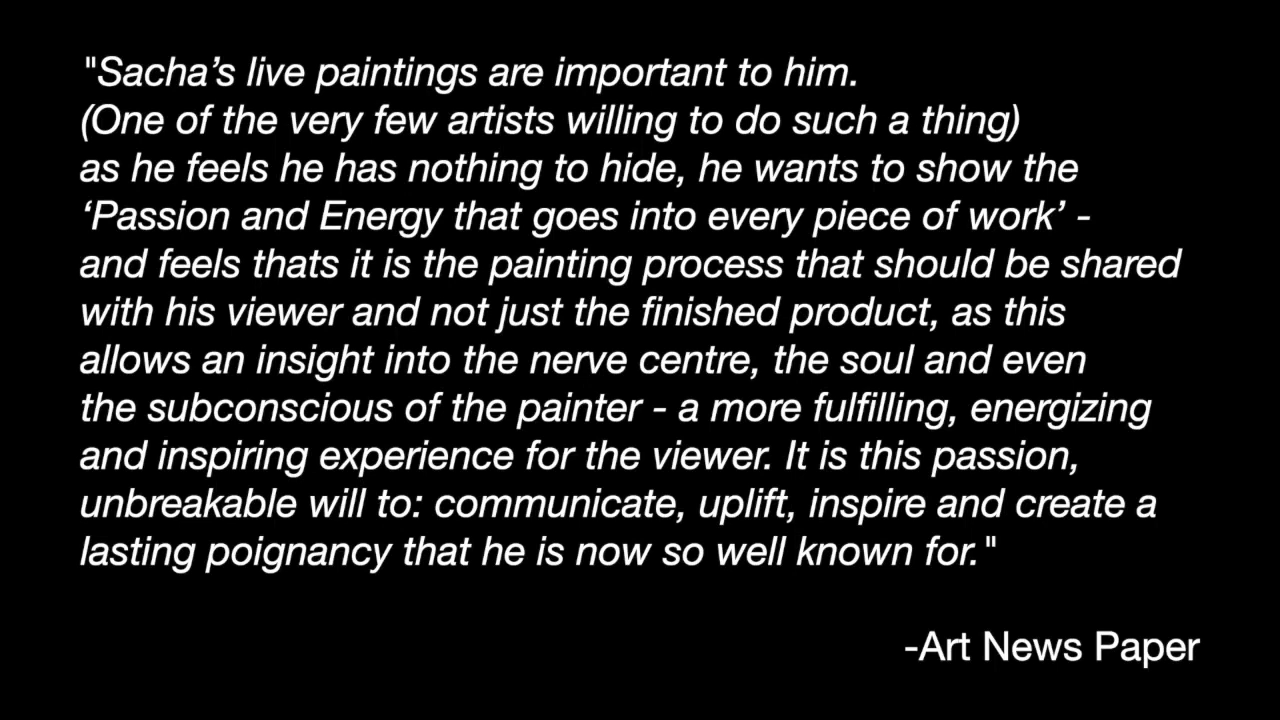 "Sacha’s live paintings are important to him.
(One of the very few artists willing to do such a thing)
as he feels he has nothing to hide, he wants to show the
‘Passion and Energy that goes into every piece of work’ -
and feels thats it is the painting process that should be shared
with his viewer and not just the finished product, as this
allows an insight into the nerve centre, the soul and even
the subconscious of the painter - a more fulfilling, energizing
and inspiring experience for the viewer. It is this passion,
unbreakable will to: communicate, uplift, inspire and create a
lasting poignancy that he is now so well known for."
-Art News Paper